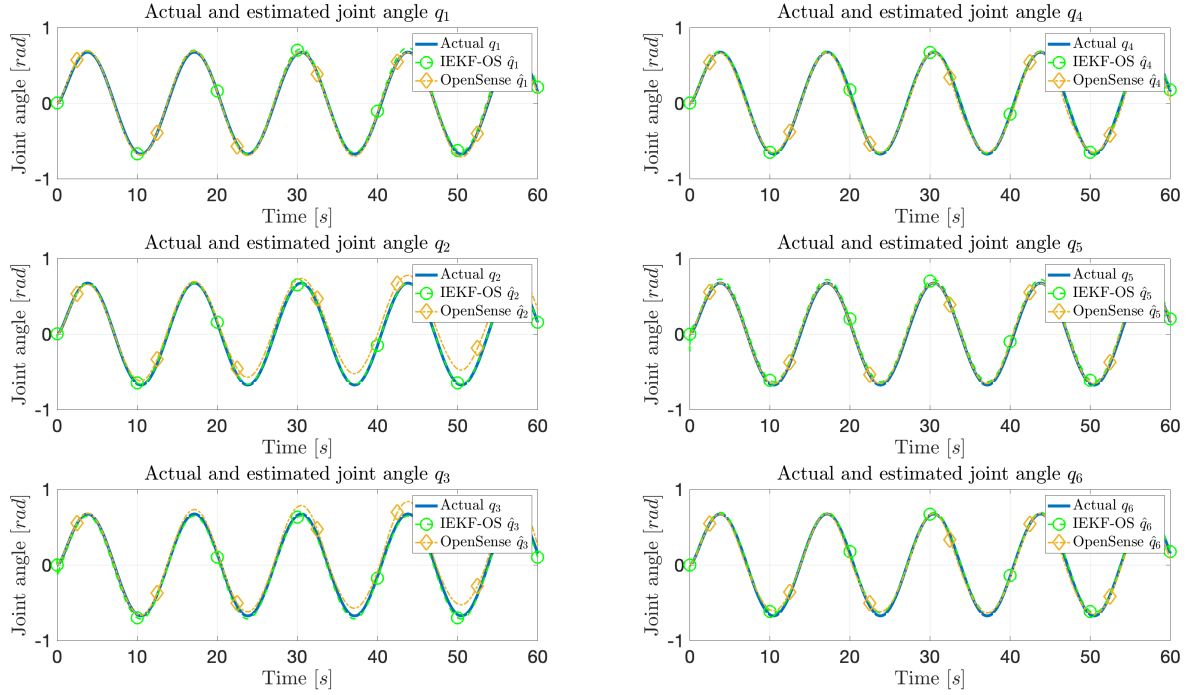 Actual and estimated joint angle q₁
Joint angle [rad]
1
0
-1
0 10 20 30 40 50 60
Time [s]
Actual q₁
IEKF-OS q̂₁
OpenSense q̂₁
Actual and estimated joint angle q₄
Joint angle [rad]
1
0
-1
0 10 20 30 40 50 60
Time [s]
Actual q₄
IEKF-OS q̂₄
OpenSense q̂₄
Actual and estimated joint angle q₂
Joint angle [rad]
1
0
-1
0 10 20 30 40 50 60
Time [s]
Actual q₂
IEKF-OS q̂₂
OpenSense q̂₂
Actual and estimated joint angle q₅
Joint angle [rad]
1
0
-1
0 10 20 30 40 50 60
Time [s]
Actual q₅
IEKF-OS q̂₅
OpenSense q̂₅
Actual and estimated joint angle q₃
Joint angle [rad]
1
0
-1
0 10 20 30 40 50 60
Time [s]
Actual q₃
IEKF-OS q̂₃
OpenSense q̂₃
Actual and estimated joint angle q₆
Joint angle [rad]
1
0
-1
0 10 20 30 40 50 60
Time [s]
Actual q₆
IEKF-OS q̂₆
OpenSense q̂₆